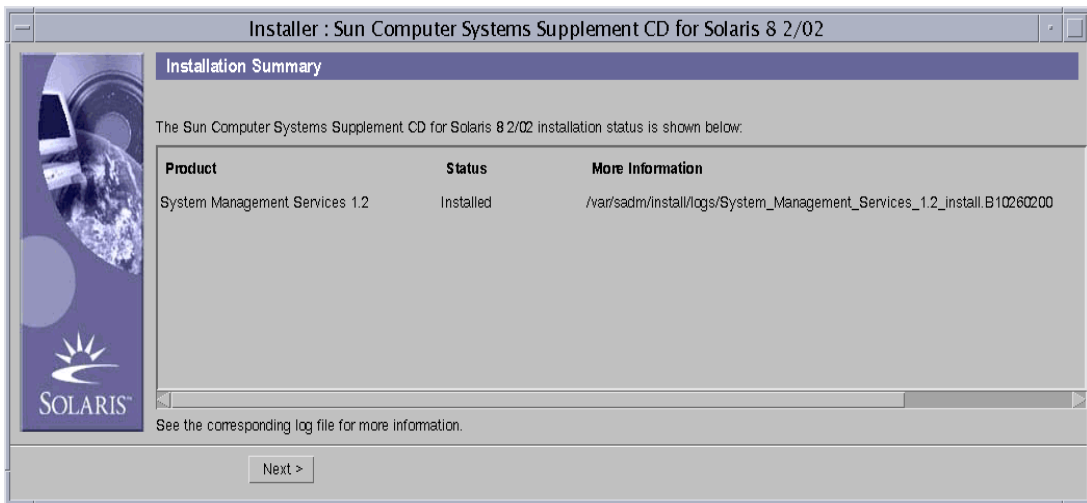 Installer : Sun Computer Systems Supplement CD for Solaris 8 2/02
Installation Summary
The Sun Computer Systems Supplement CD for Solaris 8 2/02 installation status is shown below:
Product Status More Information
System Management Services 1.2 Installed /var/sadm/install/logs/System_Management_Services_1.2_install.B10260200
SOLARIS™
See the corresponding log file for more information.
Next >